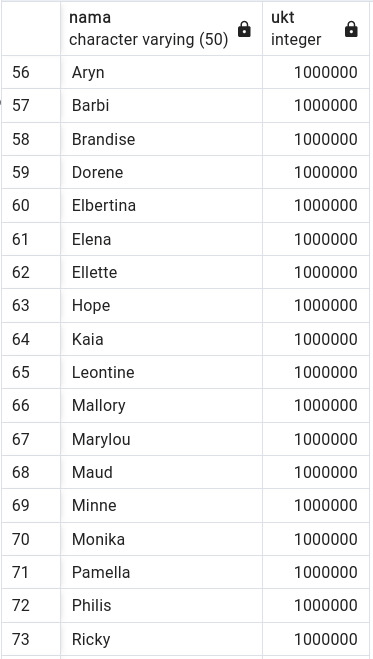 nama ukt
character varying (50) integer
56 Aryn 1000000
57 Barbi 1000000
58 Brandise 1000000
59 Dorene 1000000
60 Elbertina 1000000
61 Elena 1000000
62 Ellette 1000000
63 Hope 1000000
64 Kaia 1000000
65 Leontine 1000000
66 Mallory 1000000
67 Marylou 1000000
68 Maud 1000000
69 Minne 1000000
70 Monika 1000000
71 Pamella 1000000
72 Philis 1000000
73 Ricky 1000000